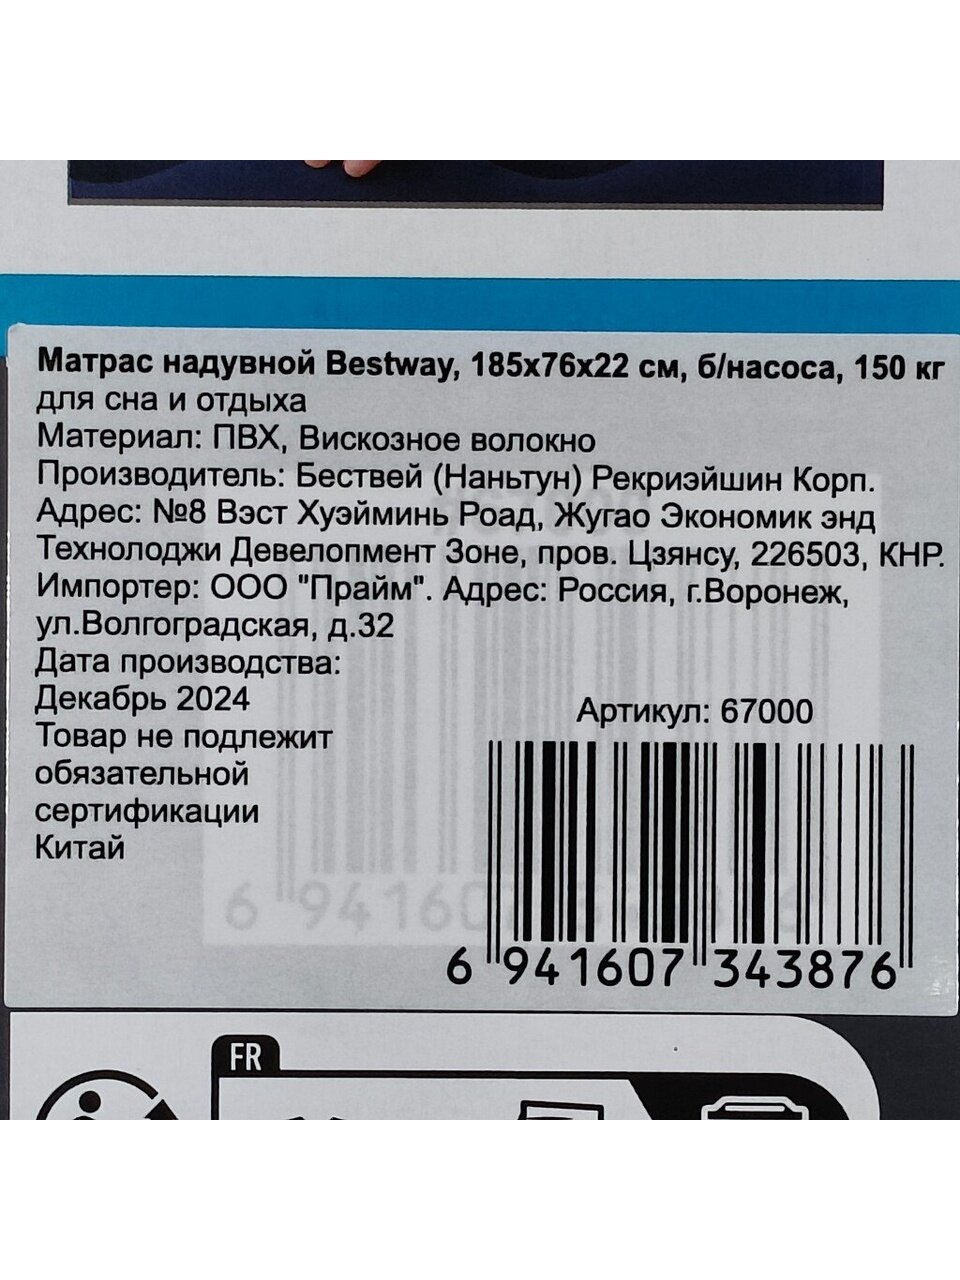 Матрас надувной Bestway, 185х76х22 см, б/насоса, 150 кг
для сна и отдыха
Материал: ПВХ, Вискозное волокно
Производитель: Бествей (Наньтун) Рекриэйшин Корп.
Адрес: №8 Вэст Хуэйминь Роад, Жугао Экономик энд
Технолоджи Девелопмент Зоне, пров. Цзянсу, 226503, КНР.
Импортер: ООО "Прайм". Адрес: Россия, г.Воронеж,
ул.Волгоградская, д.32
Дата производства:
Декабрь 2024
Товар не подлежит
обязательной
сертификации
Китай
Артикул: 67000
6 941607 343876
FR